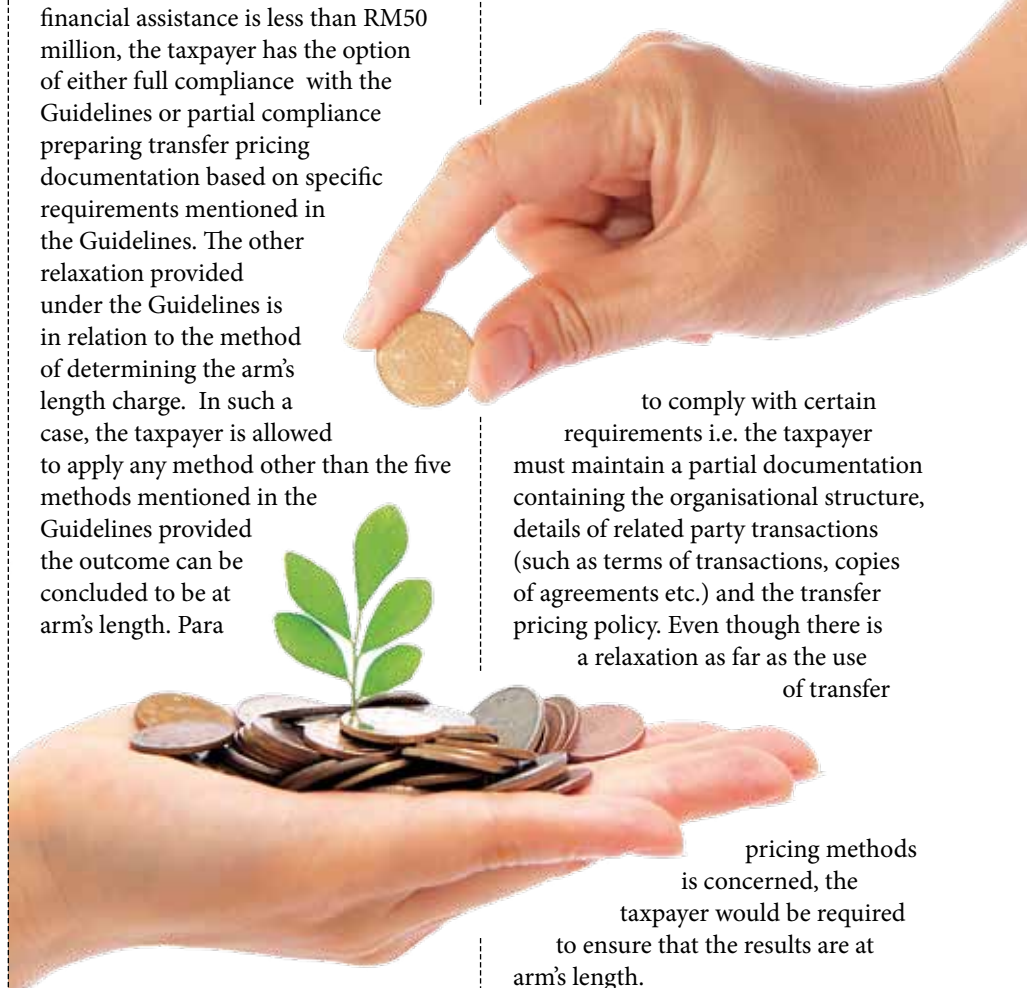 financial assistance is less than RM50
million, the taxpayer has the option
of either full compliance with the
Guidelines or partial compliance
preparing transfer pricing
documentation based on specific
requirements mentioned in
the Guidelines. The other
relaxation provided
under the Guidelines is
in relation to the method
of determining the arm's
length charge. In such a
case, the taxpayer is allowed
to apply any method other than the five
methods mentioned in the
Guidelines provided
the outcome can be
concluded to be at
arm's length. Para
to comply with certain
requirements i.e. the taxpayer
must maintain a partial documentation
containing the organisational structure,
details of related party transactions
(such as terms of transactions, copies
of agreements etc.) and the transfer
pricing policy. Even though there is
a relaxation as far as the use
of transfer
pricing methods
is concerned, the
taxpayer would be required
to ensure that the results are at
arm's length.